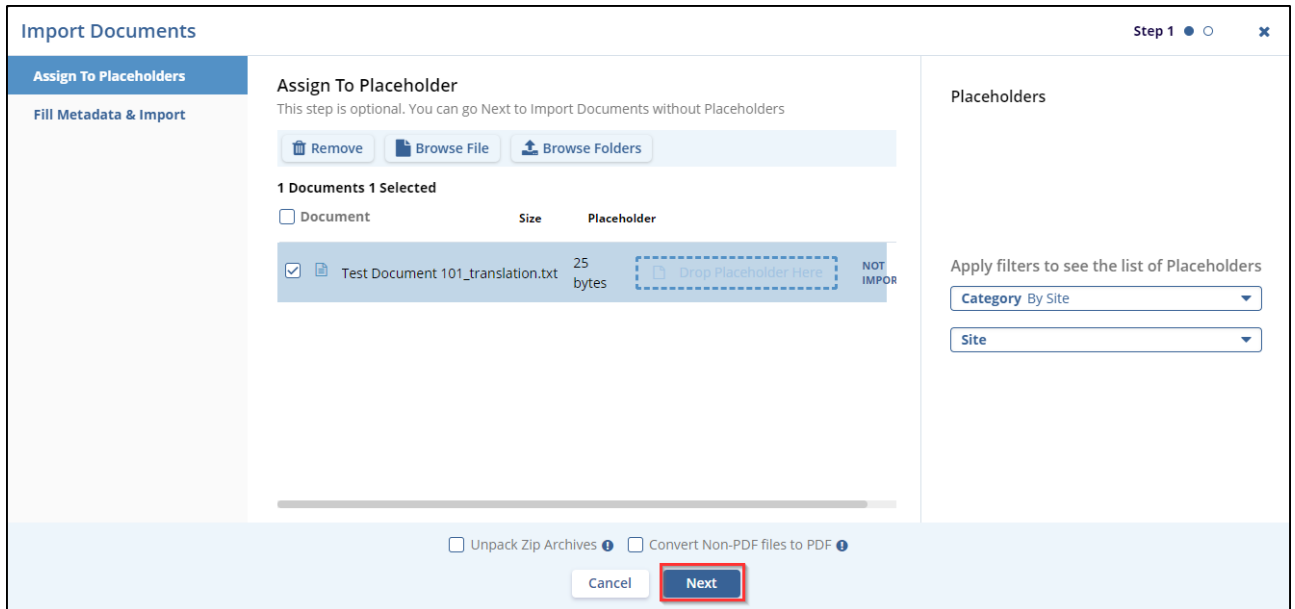 Import Documents
Step 1
Assign To Placeholders
Fill Metadata & Import
Assign To Placeholder
This step is optional. You can go Next to Import Documents without Placeholders
Remove Browse File Browse Folders
1 Documents 1 Selected
Document Size Placeholder
Test Document 101_translation.txt
25
bytes
Drop Placeholder Here
NOT
IMPOR
Placeholders
Apply filters to see the list of Placeholders
Category By Site
Site
Unpack Zip Archives Convert Non-PDF files to PDF
Cancel Next